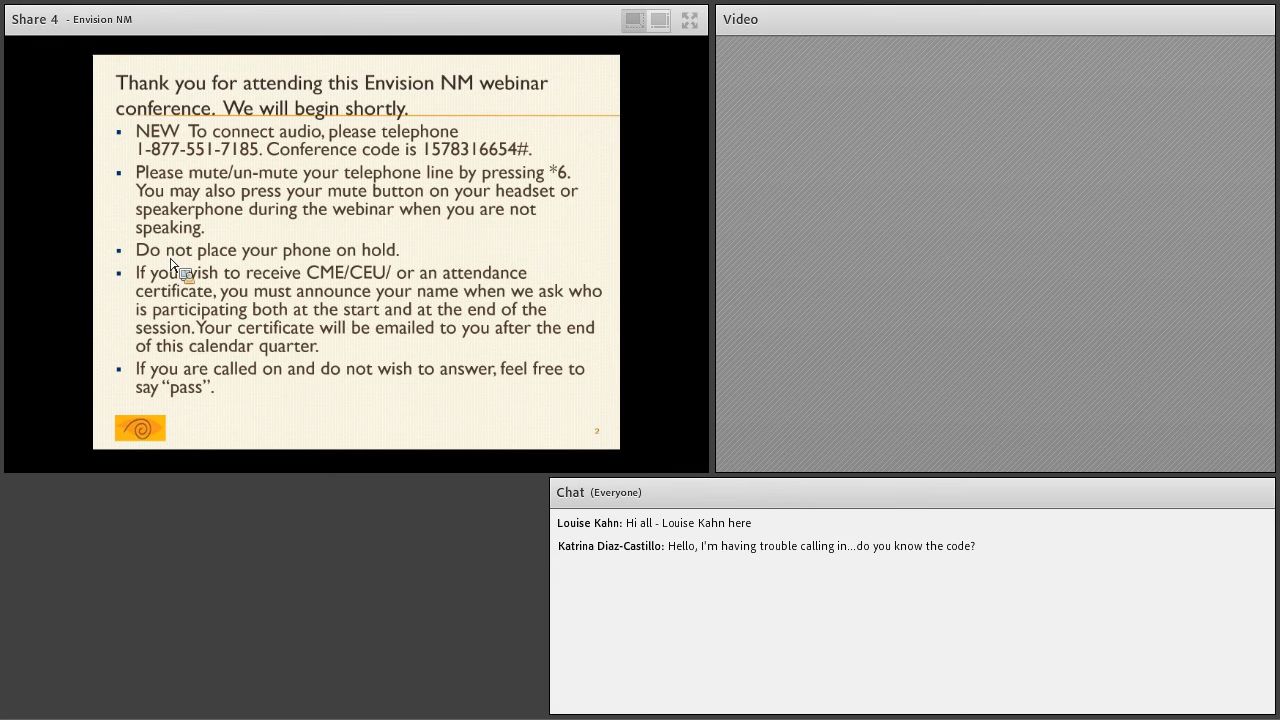 Share 4 - Envision NM
Thank you for attending this Envision NM webinar
conference. We will begin shortly.
▪ NEW To connect audio, please telephone
1-877-551-7185. Conference code is 1578316654#.
▪ Please mute/un-mute your telephone line by pressing *6.
You may also press your mute button on your headset or
speakerphone during the webinar when you are not
speaking.
▪ Do not place your phone on hold.
▪ If you wish to receive CME/CEU/ or an attendance
certificate, you must announce your name when we ask who
is participating both at the start and at the end of the
session. Your certificate will be emailed to you after the end
of this calendar quarter.
▪ If you are called on and do not wish to answer, feel free to
say “pass”.
2
Video
Chat (Everyone)
Louise Kahn: Hi all - Louise Kahn here
Katrina Diaz-Castillo: Hello, I'm having trouble calling in...do you know the code?